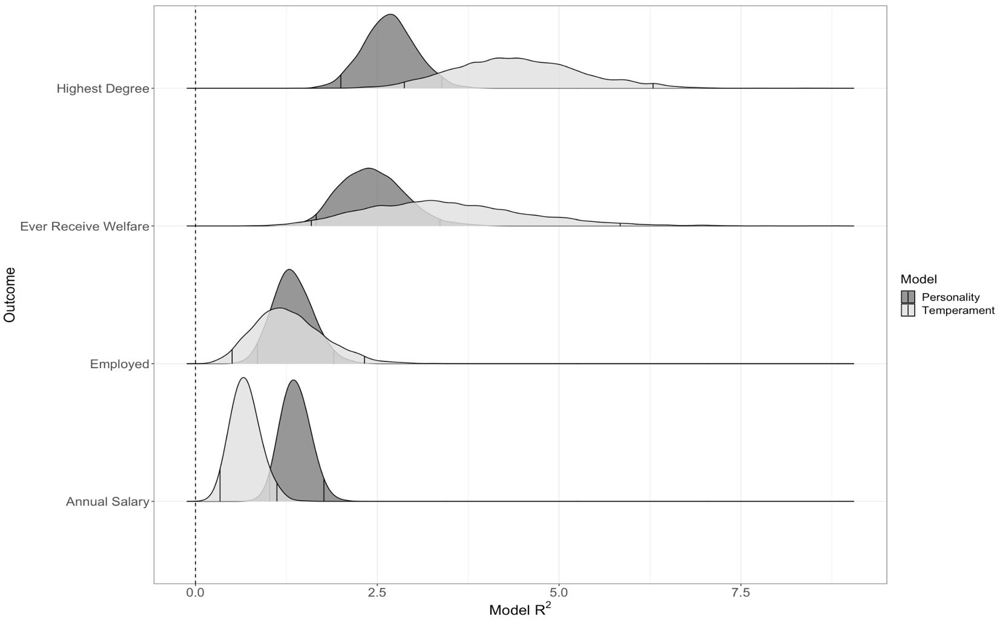 Highest Degree
Ever Receive Welfare
Employed
Annual Salary
Outcome
0.0 2.5 5.0 7.5
Model R²
Model
Personality
Temperament